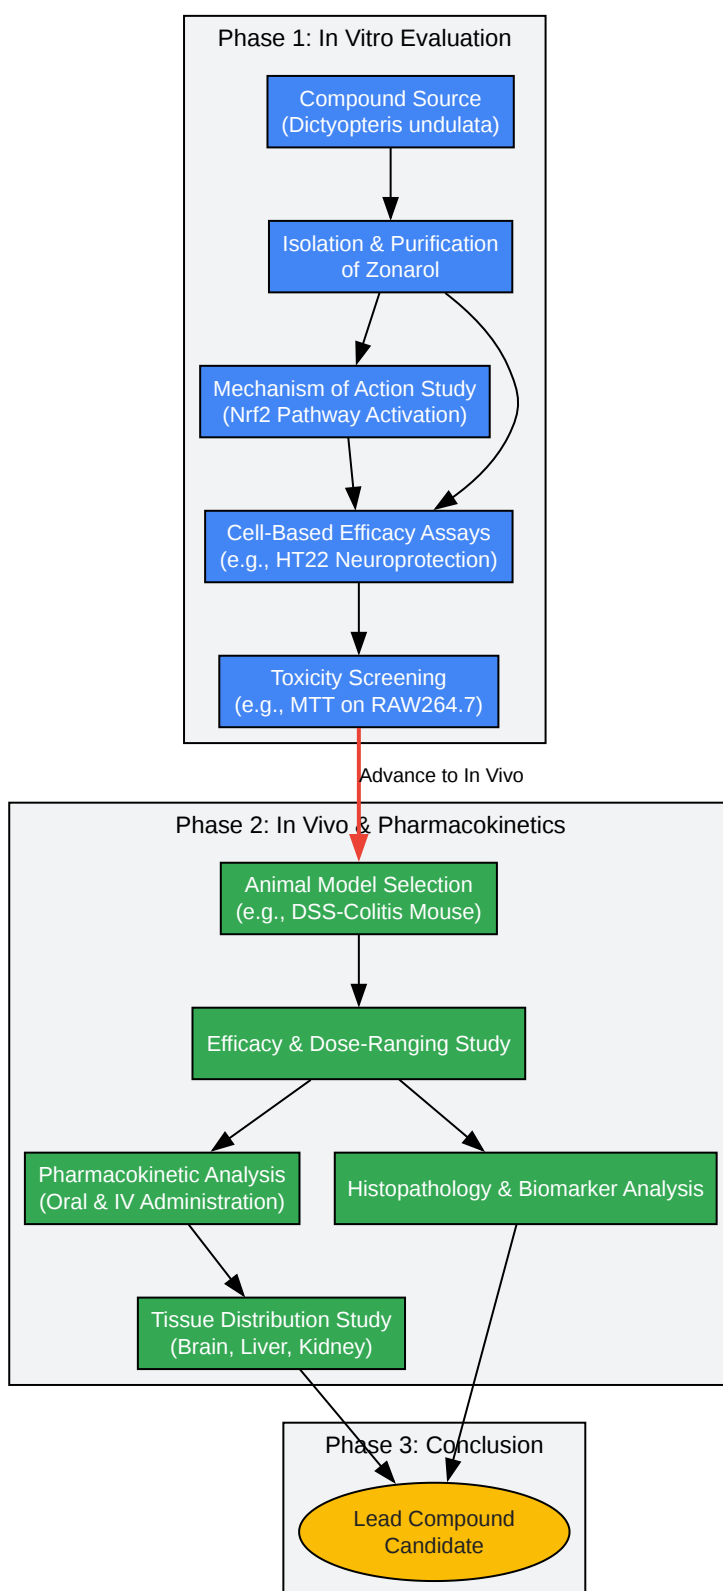 Phase 1: In Vitro Evaluation
Compound Source
(Dictyopteris undulata)
Isolation & Purification
of Zonarol
Mechanism of Action Study
(Nrf2 Pathway Activation)
Cell-Based Efficacy Assays
(e.g., HT22 Neuroprotection)
Toxicity Screening
(e.g., MTT on RAW264.7)
Advance to In Vivo
Phase 2: In Vivo & Pharmacokinetics
Animal Model Selection
(e.g., DSS-Colitis Mouse)
Efficacy & Dose-Ranging Study
Pharmacokinetic Analysis
(Oral & IV Administration)
Histopathology & Biomarker Analysis
Tissue Distribution Study
(Brain, Liver, Kidney)
Phase 3: Conclusion
Lead Compound
Candidate